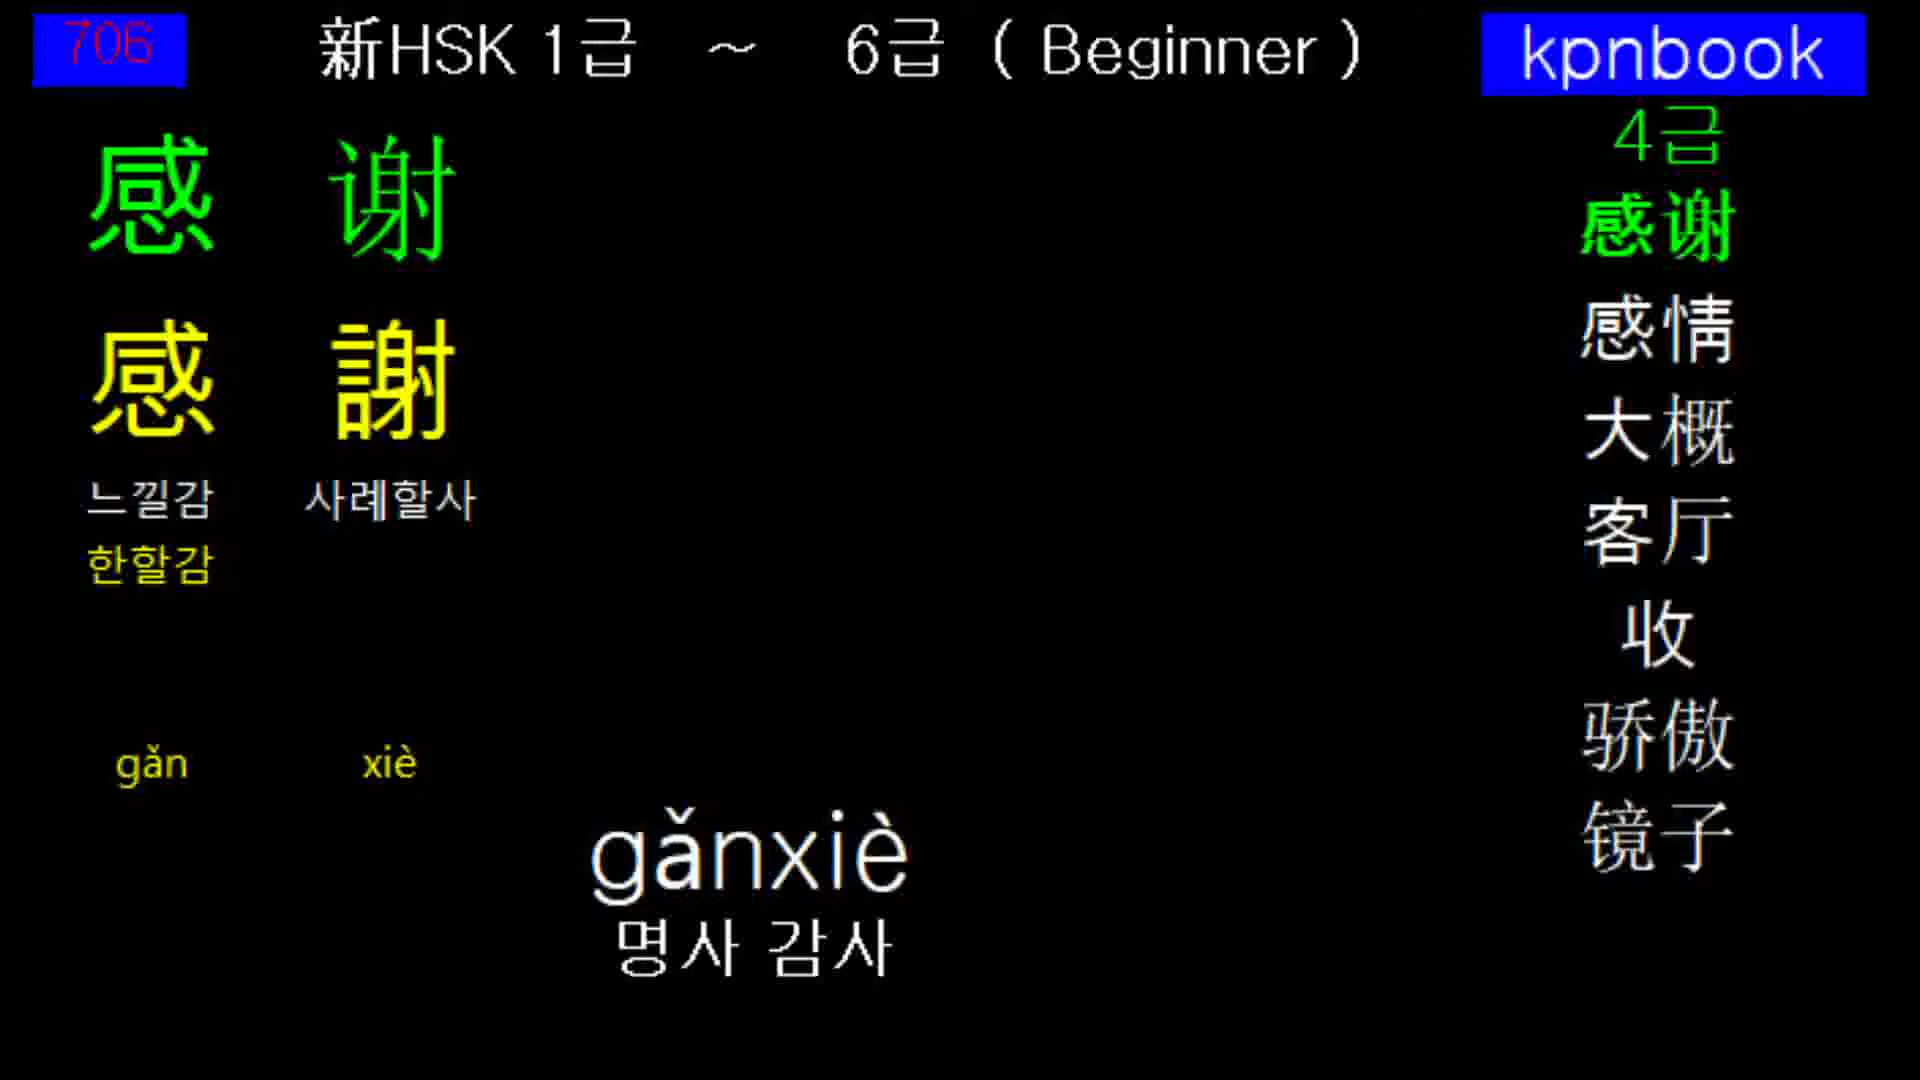 706
新HSK 1급 ~ 6급 ( Beginner )
kpnbook
感 谢
感 謝
느낄감 사례할사
한할감
gǎn xiè
gǎnxiè
명사 감사
4급
感谢
感情
大概
客厅
收
骄傲
镜子